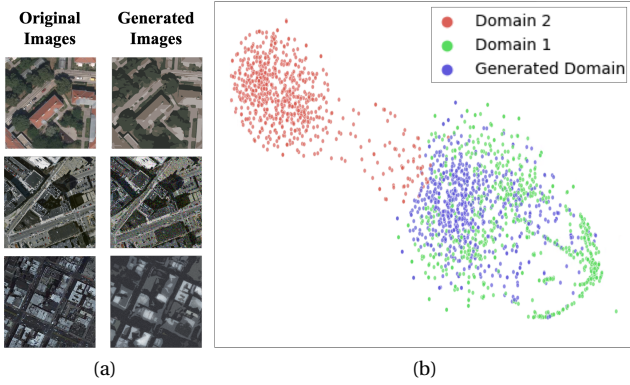 Original Images
Generated Images
Domain 2
Domain 1
Generated Domain
(a)
(b)